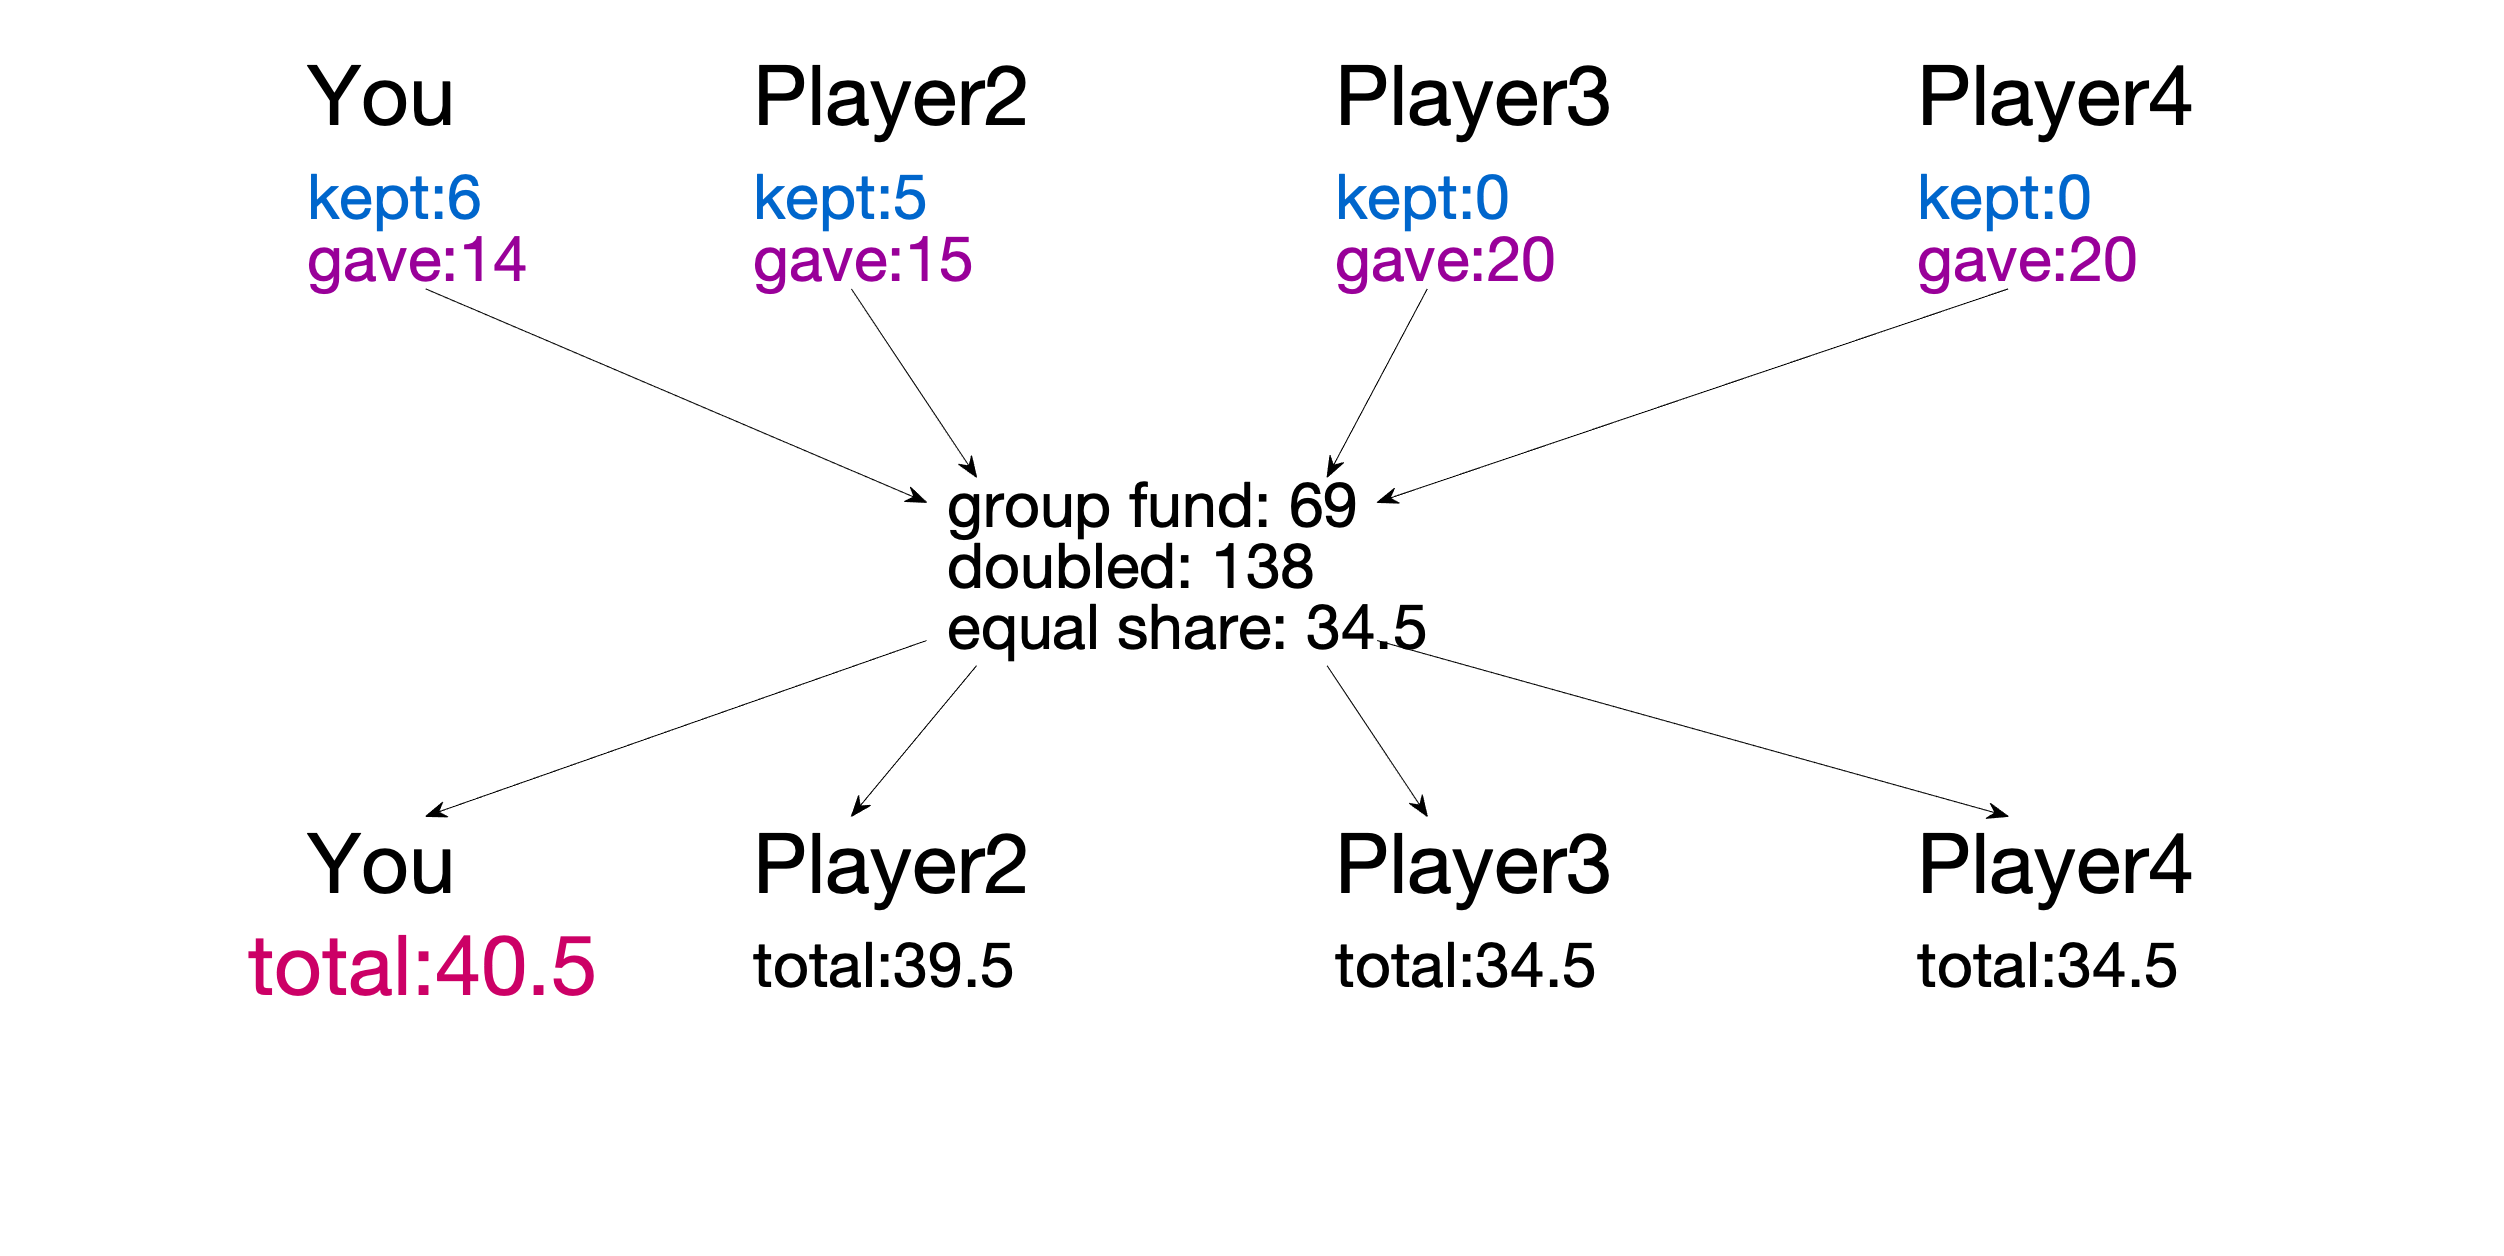 You Player2 Player3 Player4
kept:6 kept:5 kept:0 kept:0
gave:14 gave:15 gave:20 gave:20
group fund: 69
doubled: 138
equal share: 34.5
You Player2 Player3 Player4
total:40.5 total:39.5 total:34.5 total:34.5